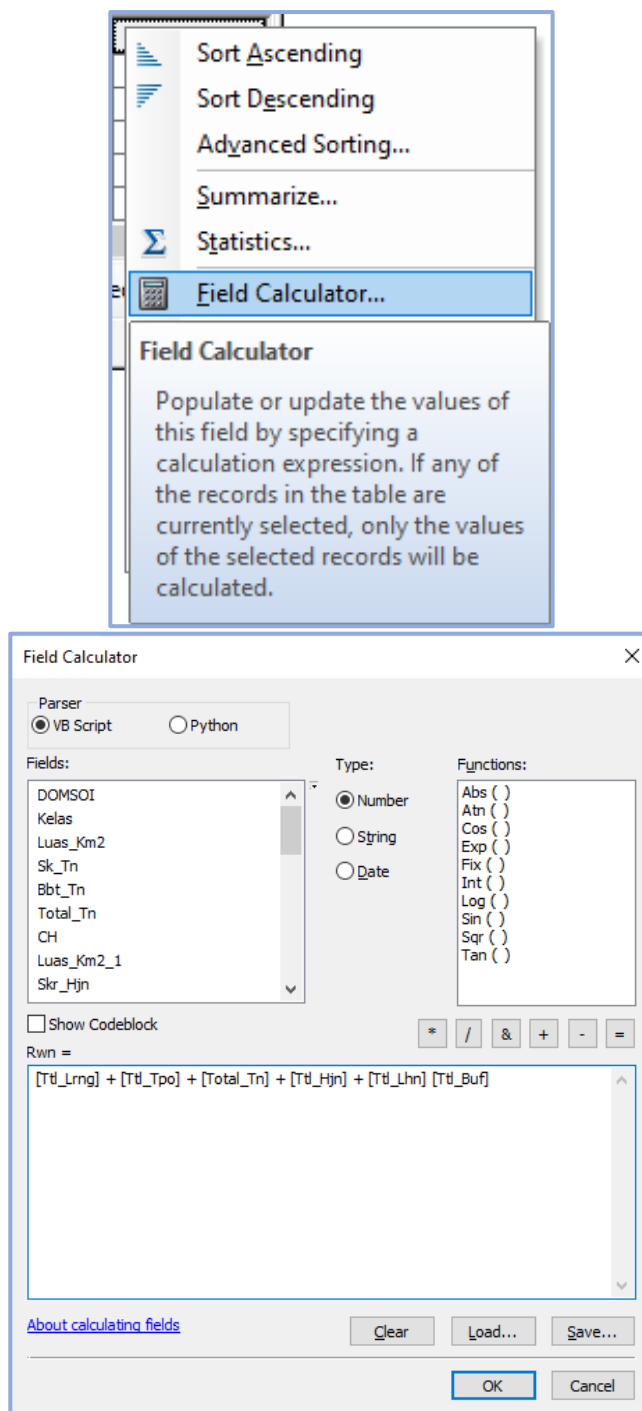 Sort Ascending
Sort Descending
Advanced Sorting...
Summarize...
Σ Statistics...
Field Calculator...
Field Calculator
Populate or update the values of
this field by specifying a
calculation expression. If any of
the records in the table are
currently selected, only the values
of the selected records will be
calculated.
Field Calculator
Parser
VB Script Python
Fields:
DOMSOI
Kelas
Luas_Km2
Sk_Tn
Bbt_Tn
Total_Tn
CH
Luas_Km2_1
Skr_Hjn
Type:
Number
String
Date
Functions:
Abs ( )
Atn ( )
Cos ( )
Exp ( )
Fix ( )
Int ( )
Log ( )
Sin ( )
Sqr ( )
Tan ( )
Show Codeblock
* / & + - =
Rwn =
[Ttl_Lrng] + [Ttl_Tpo] + [Total_Tn] + [Ttl_Hjn] + [Ttl_Lhn] [Ttl_Buf]
About calculating fields
Clear Load... Save...
OK Cancel